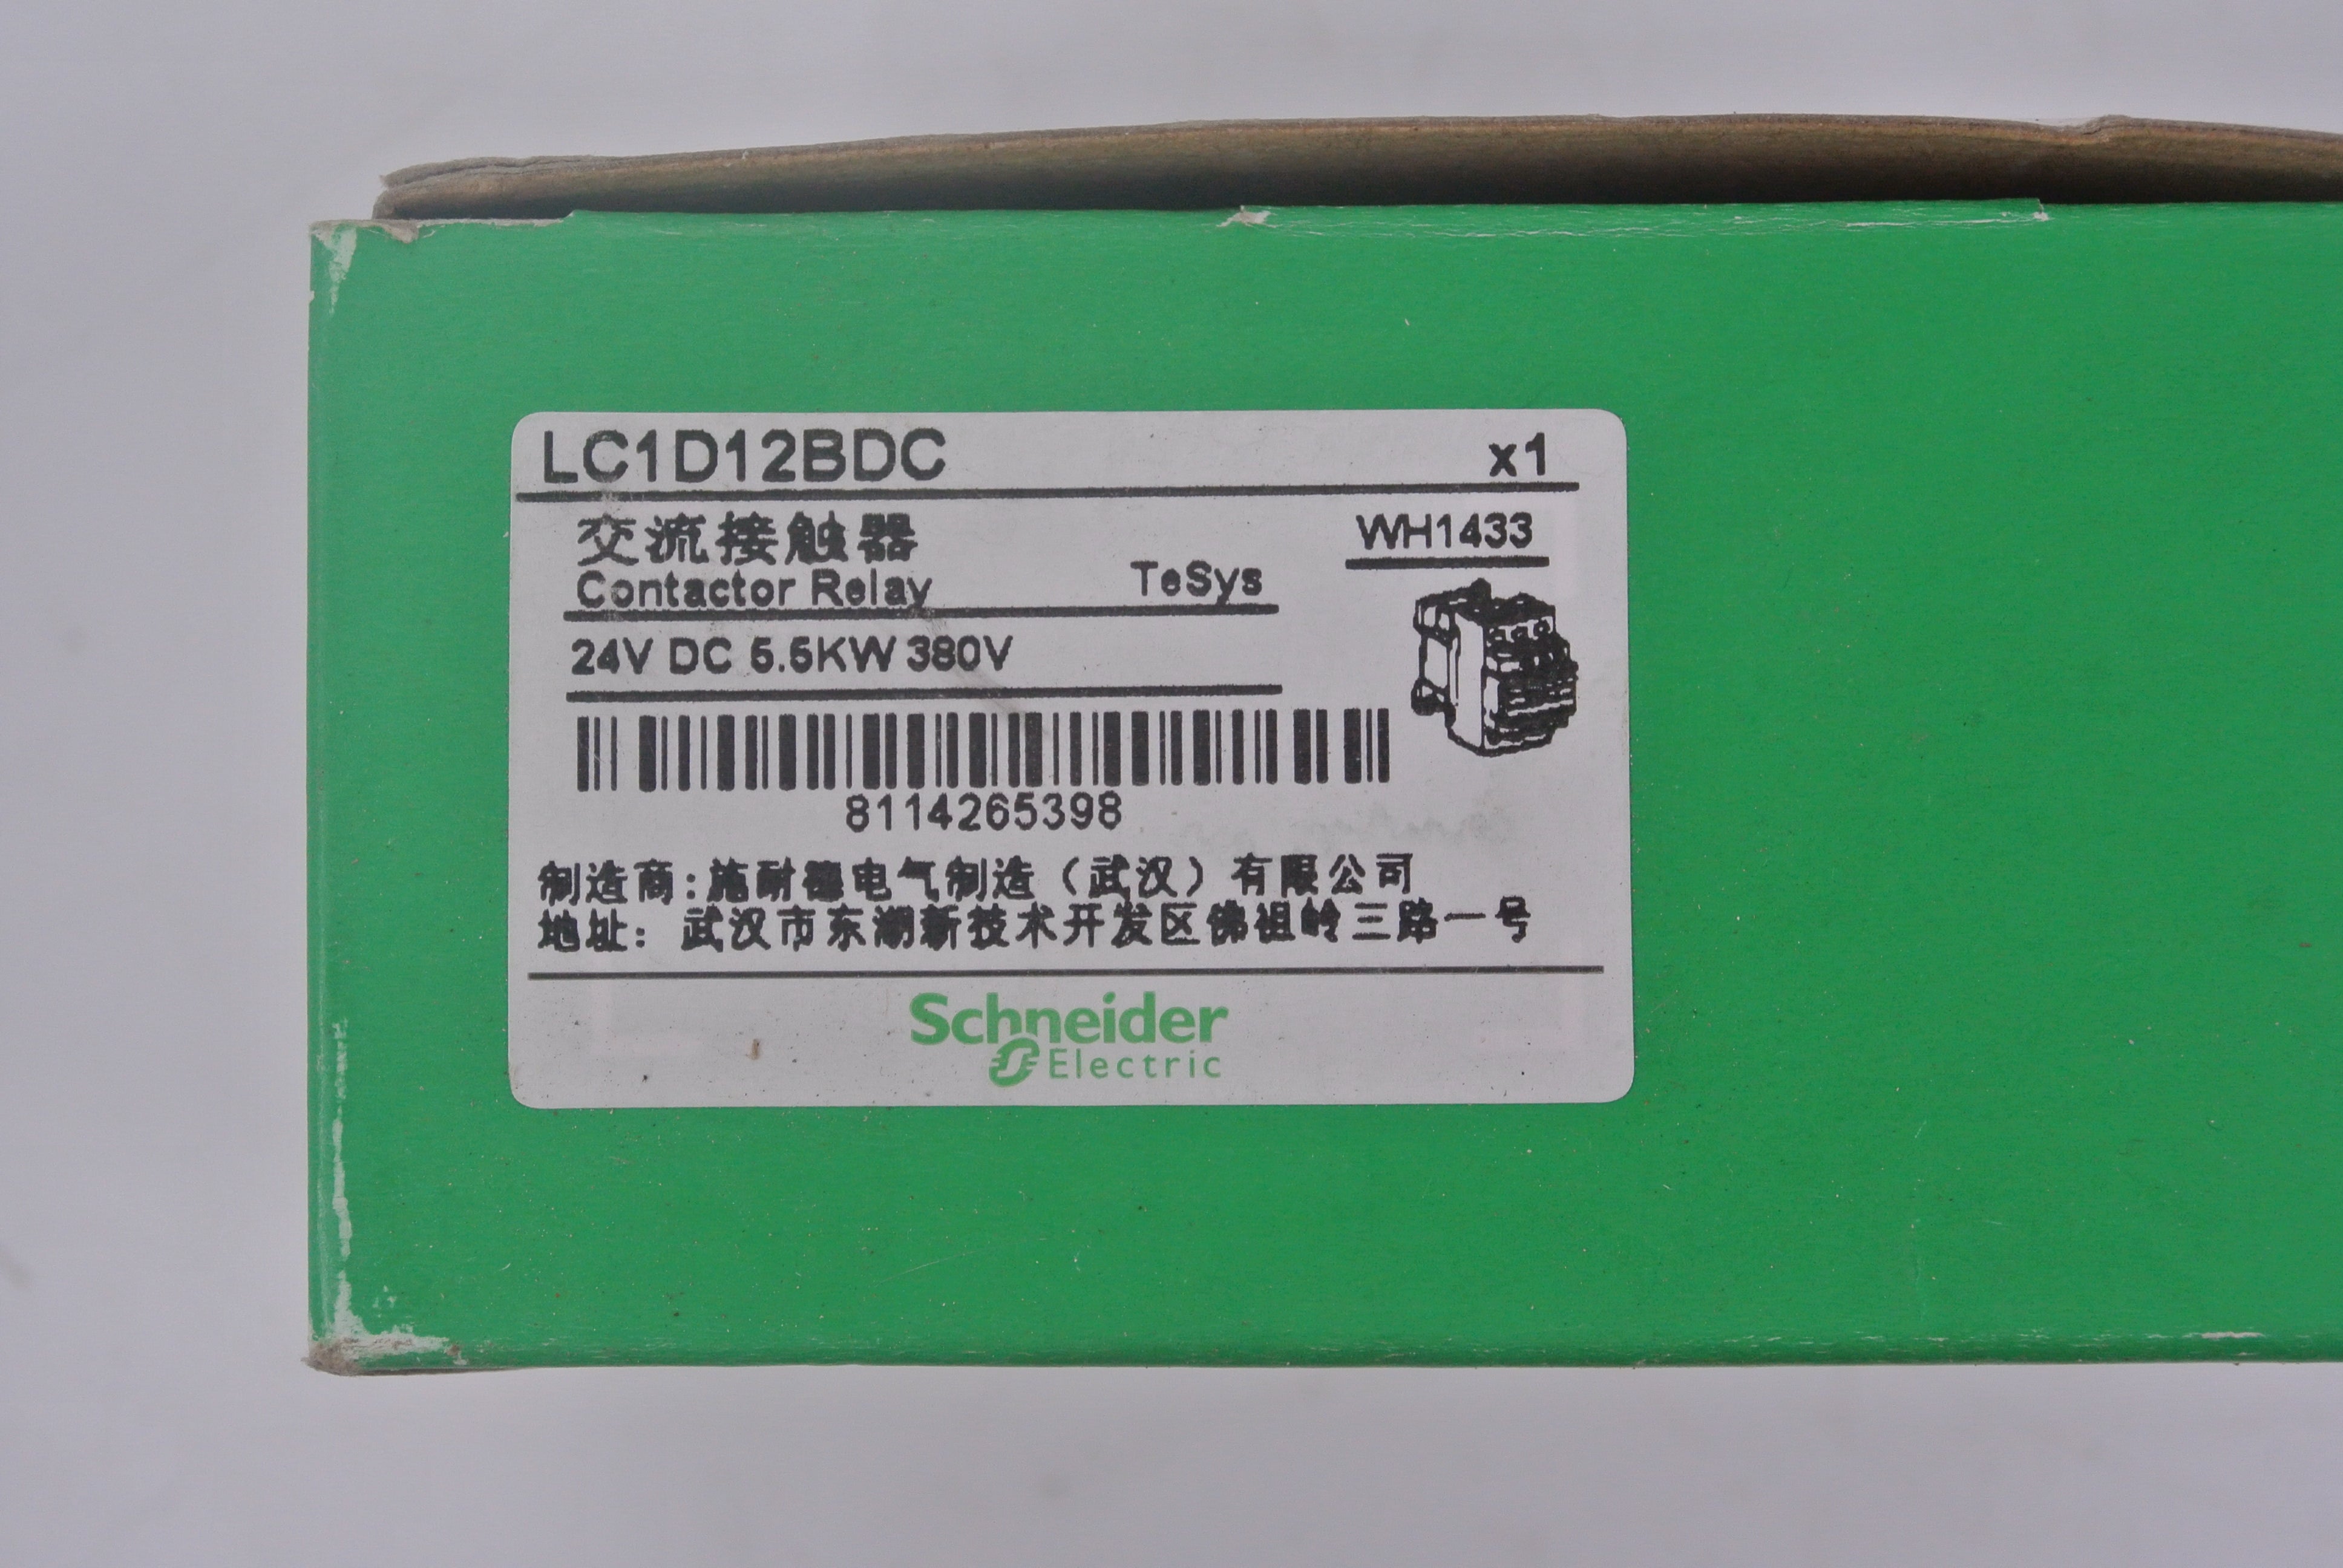 LC1D12BDC x1
交流接触器 WH1433
Contactor Relay TeSys
24V DC 5.5KW 380V
8114265398
制造商:施耐德电气制造(武汉)有限公司
地址: 武汉市东湖新技术开发区佛祖岭三路一号
Schneider
Electric